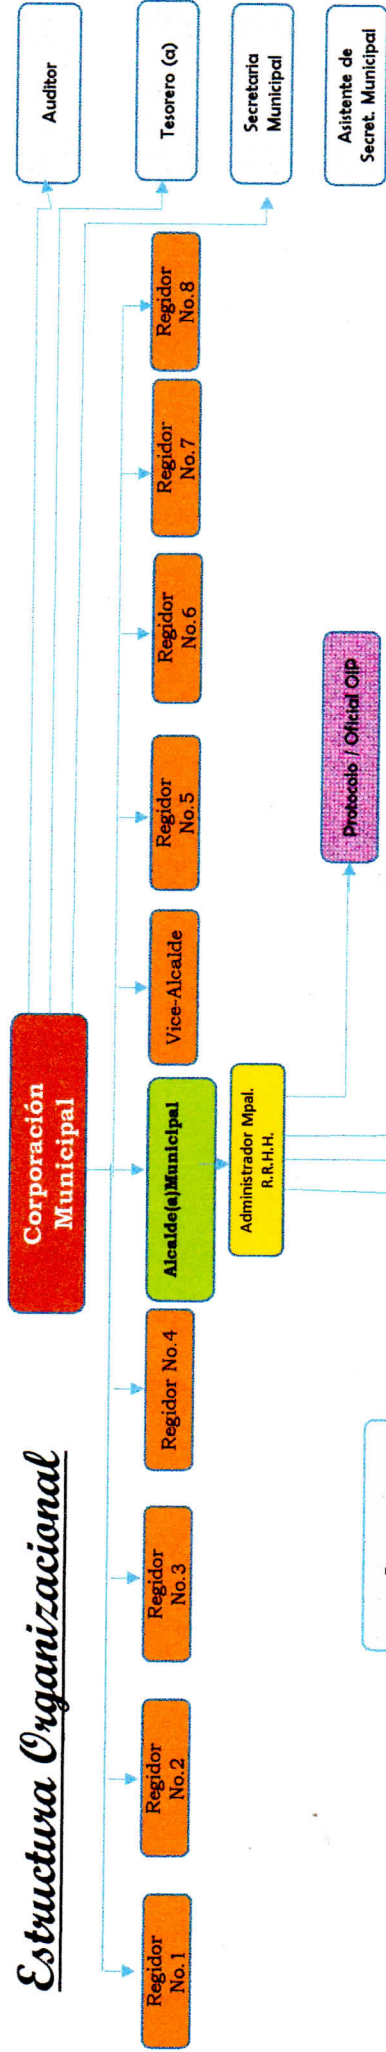 Estructura Organizacional
Corporación
Municipal
Auditor
Regidor
No.1
Regidor
No.2
Regidor
No.3
Regidor No.4
Alcalde(a)Municipal
Vice-Alcalde
Regidor
No.5
Regidor
No.6
Regidor
No.7
Regidor
No.8
Tesorero (a)
Administrador Mpal.
R.R.H.H.
Secretaria
Municipal
Protocolo / Oficial OIP
Asistente de
Secret. Municipal